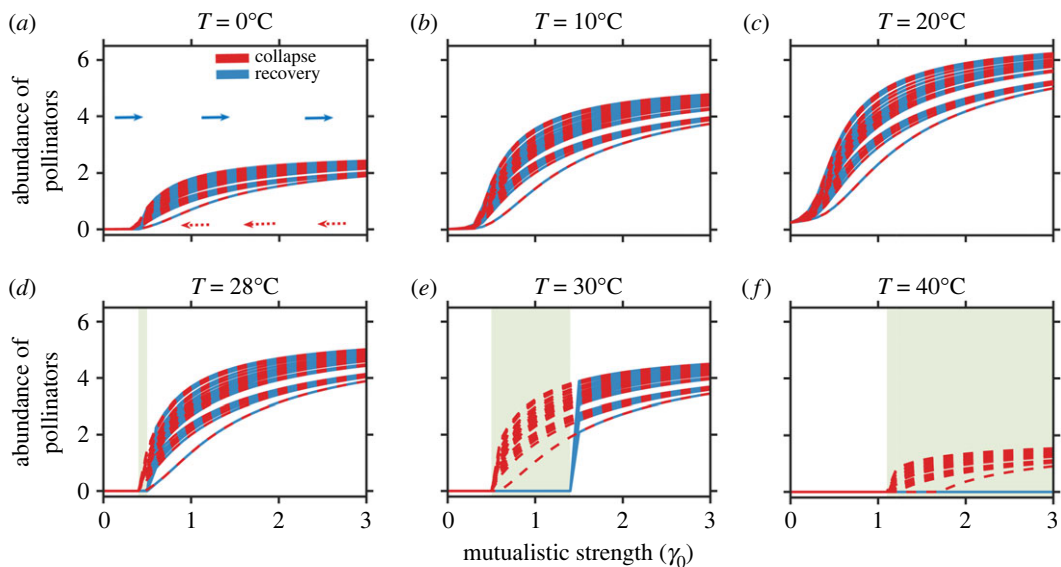 (a) T = 0°C
(b) T = 10°C
(c) T = 20°C
abundance of
pollinators
6
4
2
0
collapse
recovery
(d) T = 28°C
(e) T = 30°C
(f) T = 40°C
abundance of
pollinators
6
4
2
0
0 1 2 3
0 1 2 3
0 1 2 3
mutualistic strength (γ0)